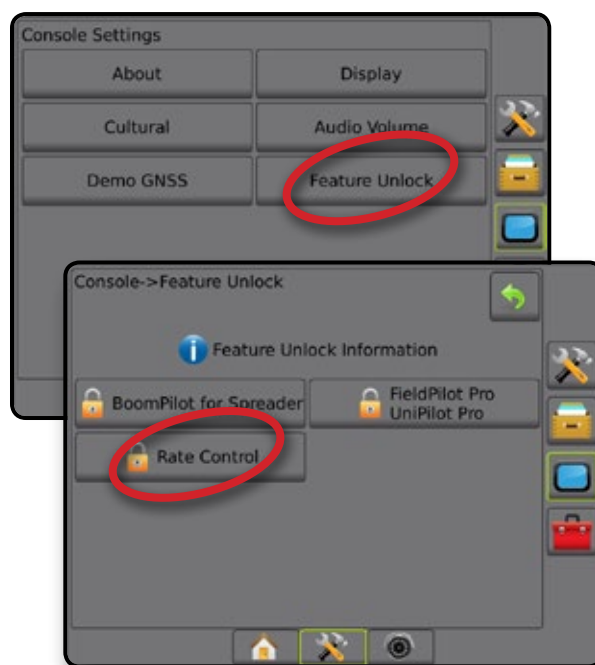 Console Settings
About
Display
Cultural
Audio Volume
Demo GNSS
Feature Unlock
Console->Feature Unlock
Feature Unlock Information
BoomPilot for Spreader
FieldPilot Pro
UniPilot Pro
Rate Control